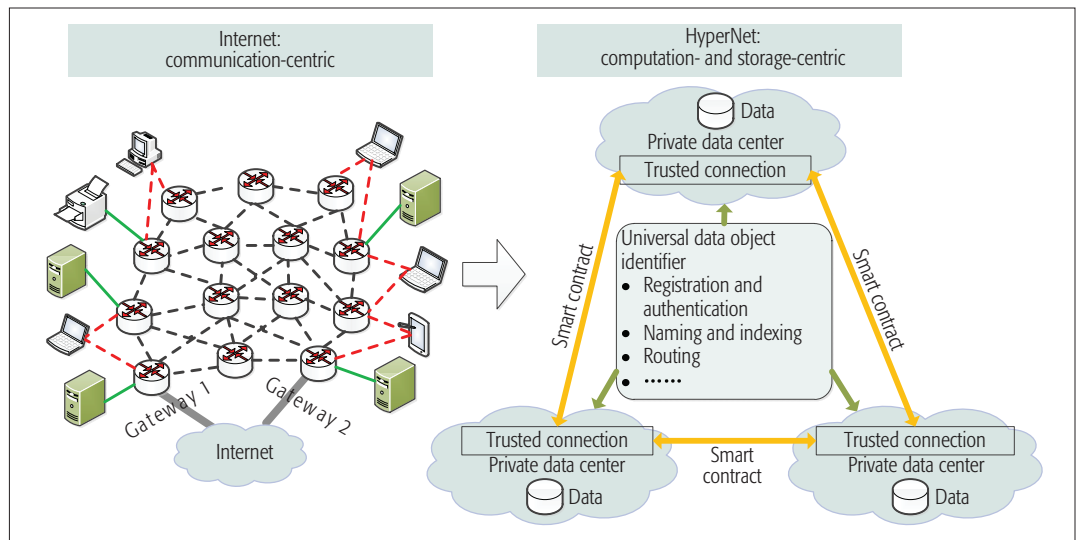 Internet:
communication-centric
Gateway 1
Gateway 2
Internet
HyperNet:
computation- and storage-centric
Data
Private data center
Trusted connection
Smart contract
Universal data object
identifier
● Registration and
authentication
● Naming and indexing
● Routing
● ......
Smart contract
Trusted connection
Private data center
Data
Smart
contract
Trusted connection
Private data center
Data